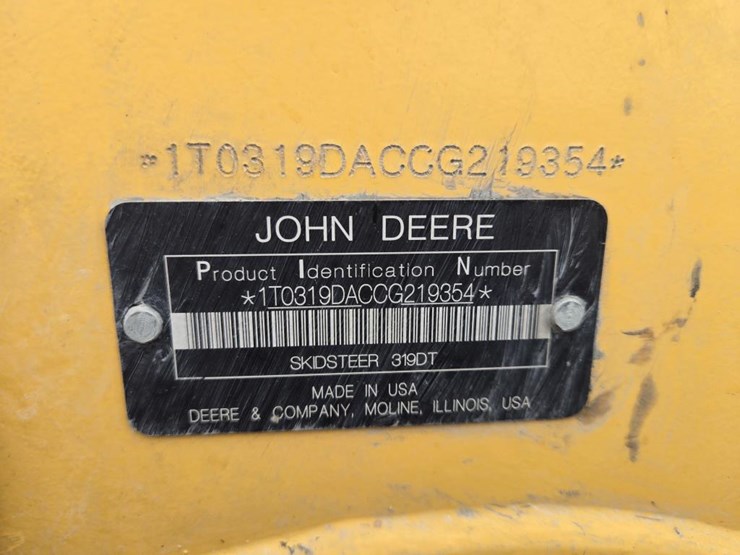 *1T0319DACCG219354*
JOHN DEERE
Product Identification Number
*1T0319DACCG219354*
SKIDSTEER 319DT
MADE IN USA
DEERE & COMPANY, MOLINE, ILLINOIS, USA